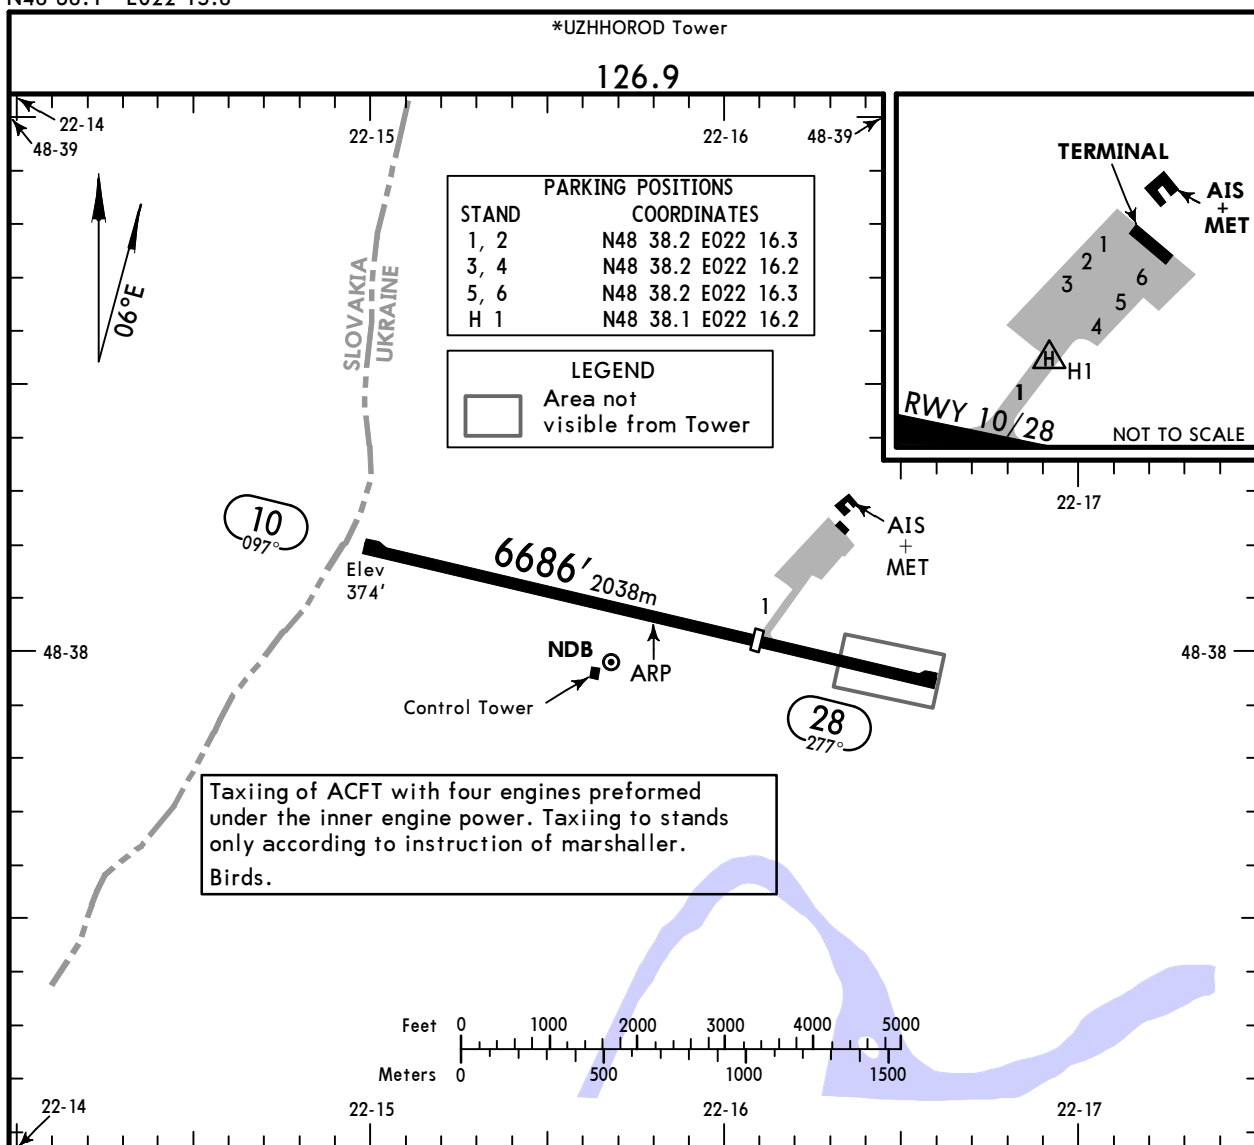 *UZHHOROD Tower
126.9
22-14
48-39
22-15
22-16
48-39
06°E
SLOVAKIA
UKRAINE
PARKING POSITIONS
STAND COORDINATES
1, 2 N48 38.2 E022 16.3
3, 4 N48 38.2 E022 16.2
5, 6 N48 38.2 E022 16.3
H 1 N48 38.1 E022 16.2
LEGEND
Area not
visible from Tower
TERMINAL
AIS
+
MET
1
2
3
6
5
4
H
H1
1
RWY 10/28
NOT TO SCALE
22-17
10
097°
Elev
374'
6686' 2038m
AIS
+
MET
1
48-38
NDB
ARP
48-38
Control Tower
28
277°
Taxiing of ACFT with four engines preformed
under the inner engine power. Taxiing to stands
only according to instruction of marshaller.
Birds.
Feet 0 1000 2000 3000 4000 5000
Meters 0 500 1000 1500
22-14
22-15
22-16
22-17